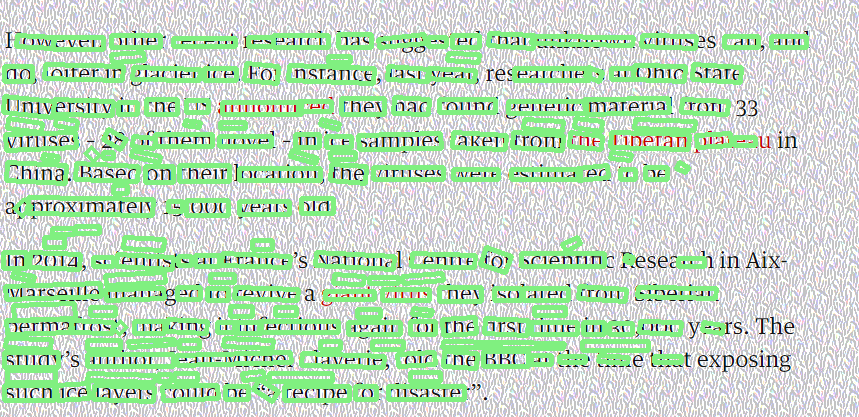 However, other recent research has suggested that unknown viruses can, and
do, loiter in glacier ice. For instance, last year, researchers at Ohio State
University in the US announced they had found genetic material from 33
viruses – 28 of them novel – in ice samples taken from the Tibetan plateau in
China. Based on their location, the viruses were estimated to be
approximately 15,000 years old.
In 2014, scientists at France’s National Centre for Scientific Research in Aix-
Marseille managed to revive a giant virus they isolated from Siberian
permafrost, making it infectious again for the first time in 30,000 years. The
study’s author, Jean-Michel Claverie, told the BBC at the time that exposing
such ice layers could be “a recipe for disaster”.